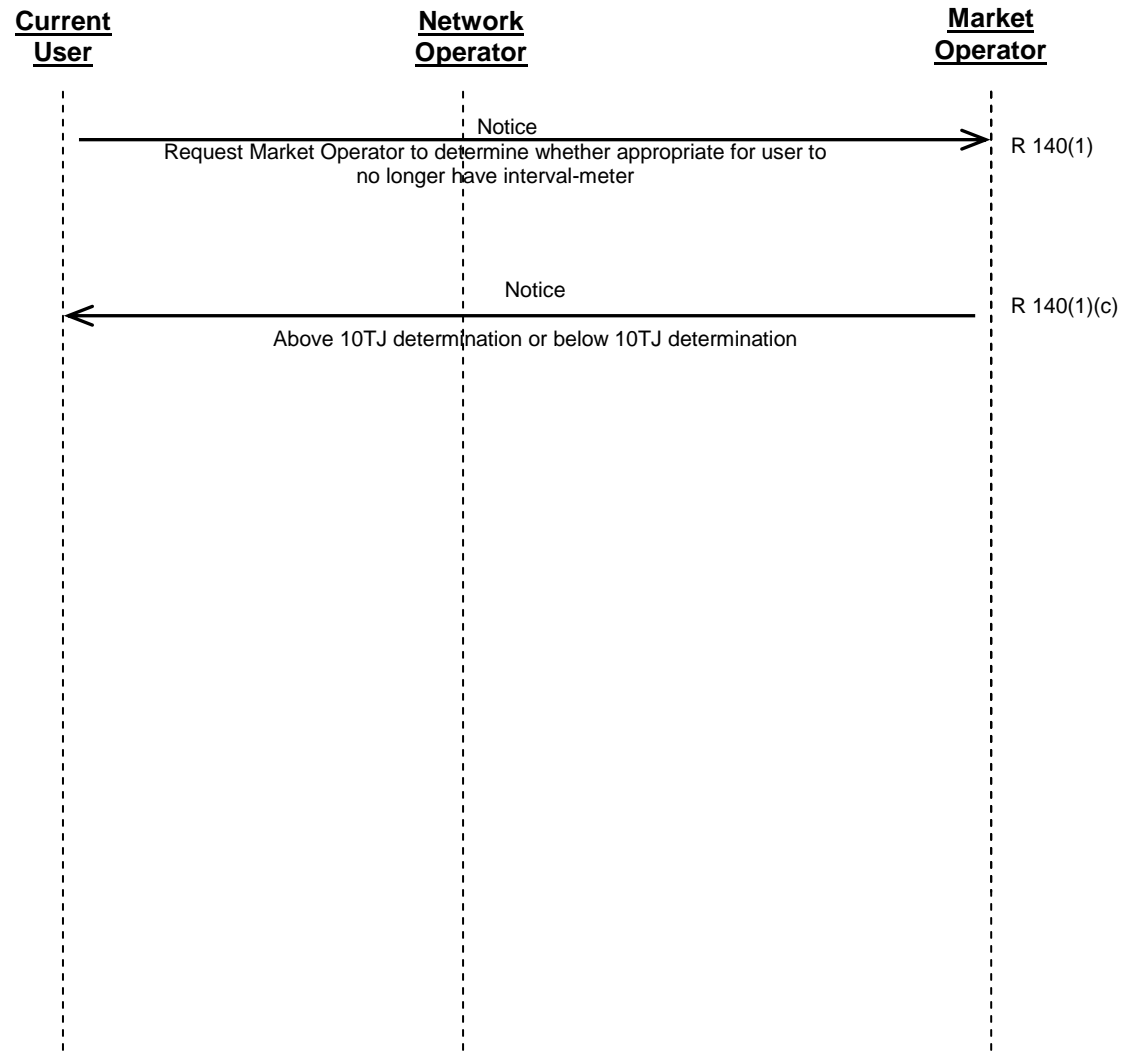 Current
User
Network
Operator
Market
Operator
Notice
Request Market Operator to determine whether appropriate for user to
no longer have interval-meter
R 140(1)
Notice
Above 10TJ determination or below 10TJ determination
R 140(1)(c)